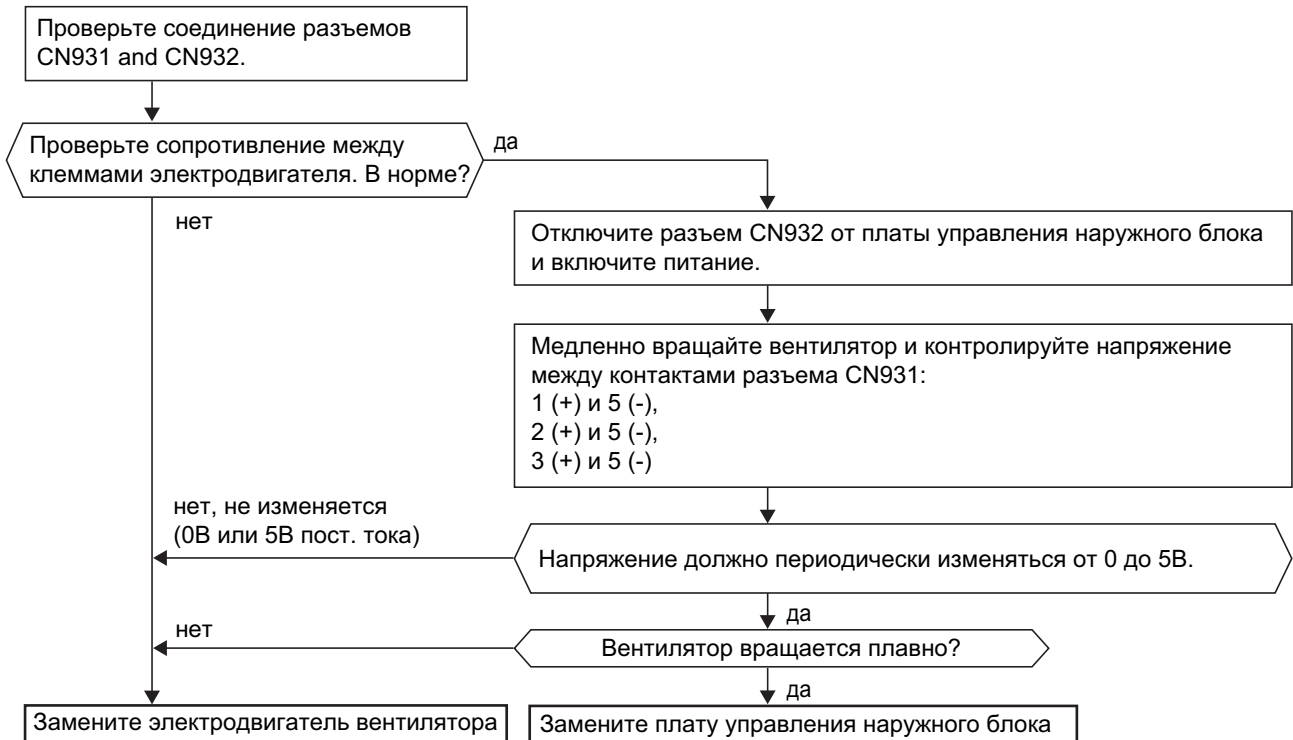 Проверьте соединение разъемов
CN931 and CN932.
Проверьте сопротивление между
клеммами электродвигателя. В норме?
да
нет
Отключите разъем CN932 от платы управления наружного блока
и включите питание.
Медленно вращайте вентилятор и контролируйте напряжение
между контактами разъема CN931:
1 (+) и 5 (-),
2 (+) и 5 (-),
3 (+) и 5 (-)
нет, не изменяется
(0В или 5В пост. тока)
Напряжение должно периодически изменяться от 0 до 5В.
да
нет
Вентилятор вращается плавно?
да
Замените электродвигатель вентилятора
Замените плату управления наружного блока